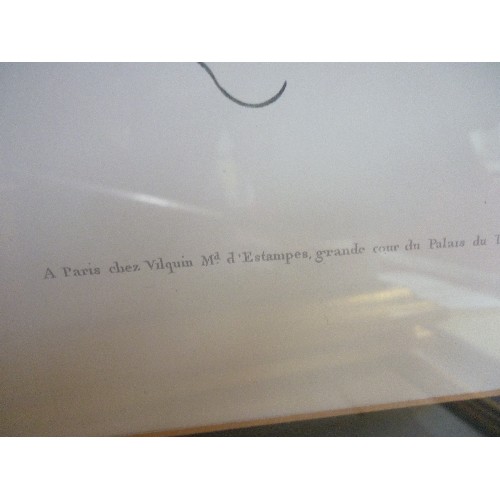 A Paris chez Vilquin Md d'Estampes, grande cour du Palais du T